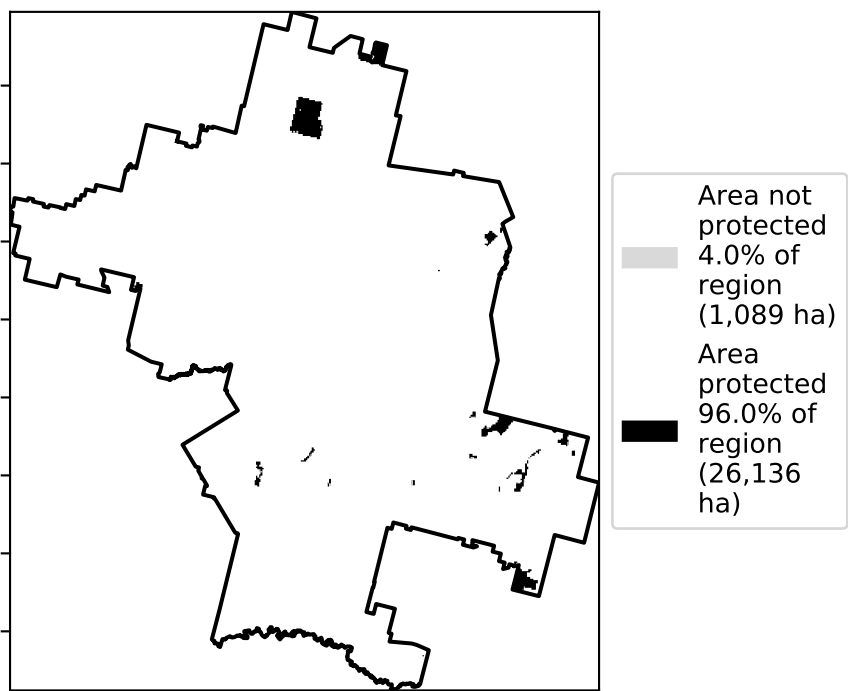 Area not
protected
4.0% of
region
(1,089 ha)
Area
protected
96.0% of
region
(26,136
ha)